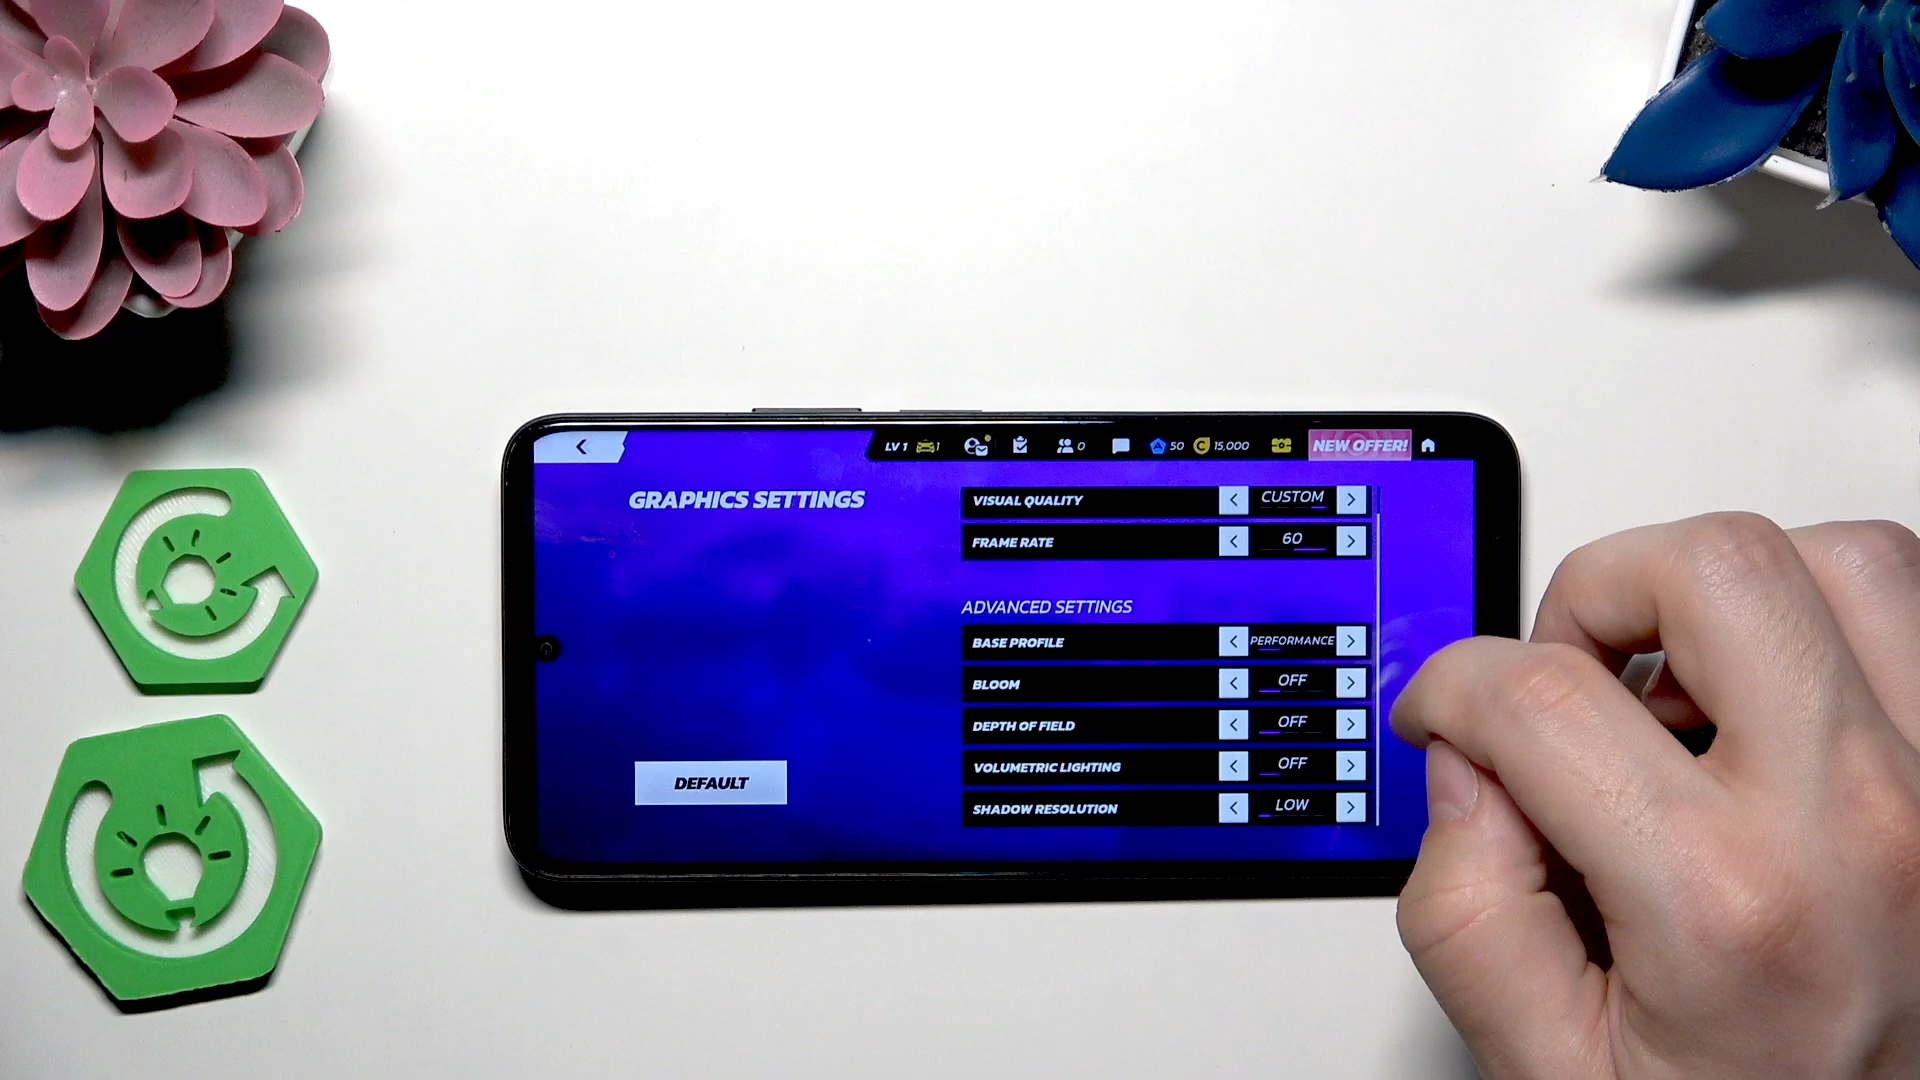 LV 1 1 0 50 15,000 NEW OFFER!
GRAPHICS SETTINGS
VISUAL QUALITY CUSTOM
FRAME RATE 60
ADVANCED SETTINGS
BASE PROFILE PERFORMANCE
BLOOM OFF
DEPTH OF FIELD OFF
VOLUMETRIC LIGHTING OFF
SHADOW RESOLUTION LOW
DEFAULT